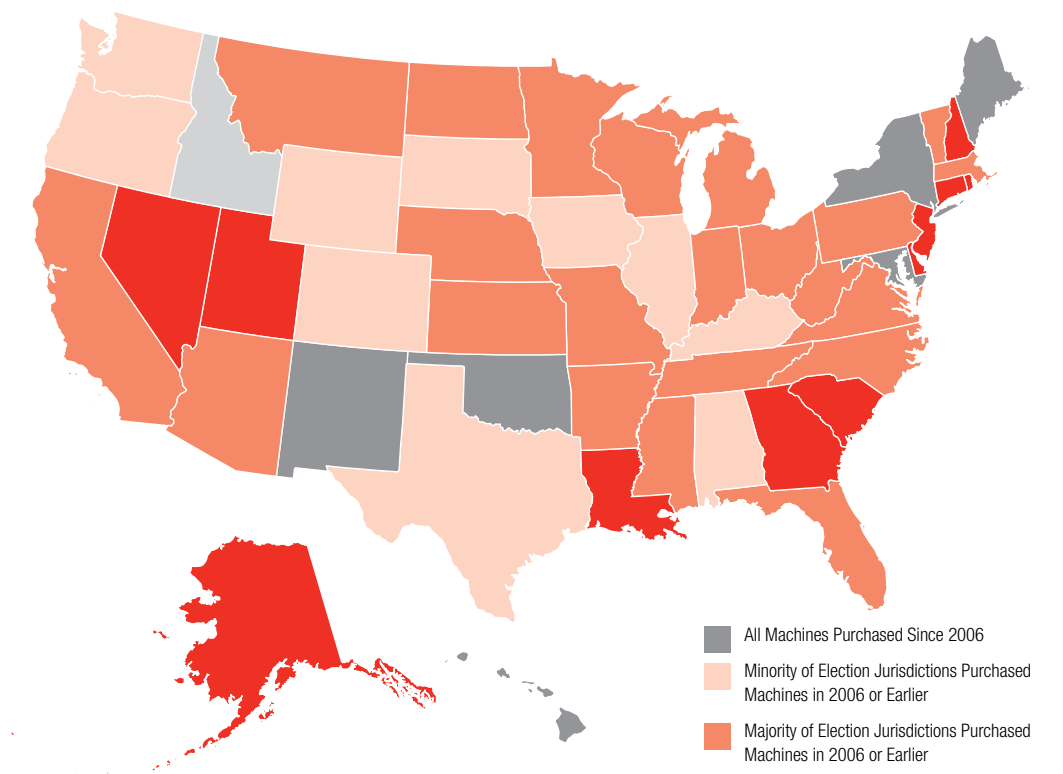 All Machines Purchased Since 2006
Minority of Election Jurisdictions Purchased
Machines in 2006 or Earlier
Majority of Election Jurisdictions Purchased
Machines in 2006 or Earlier